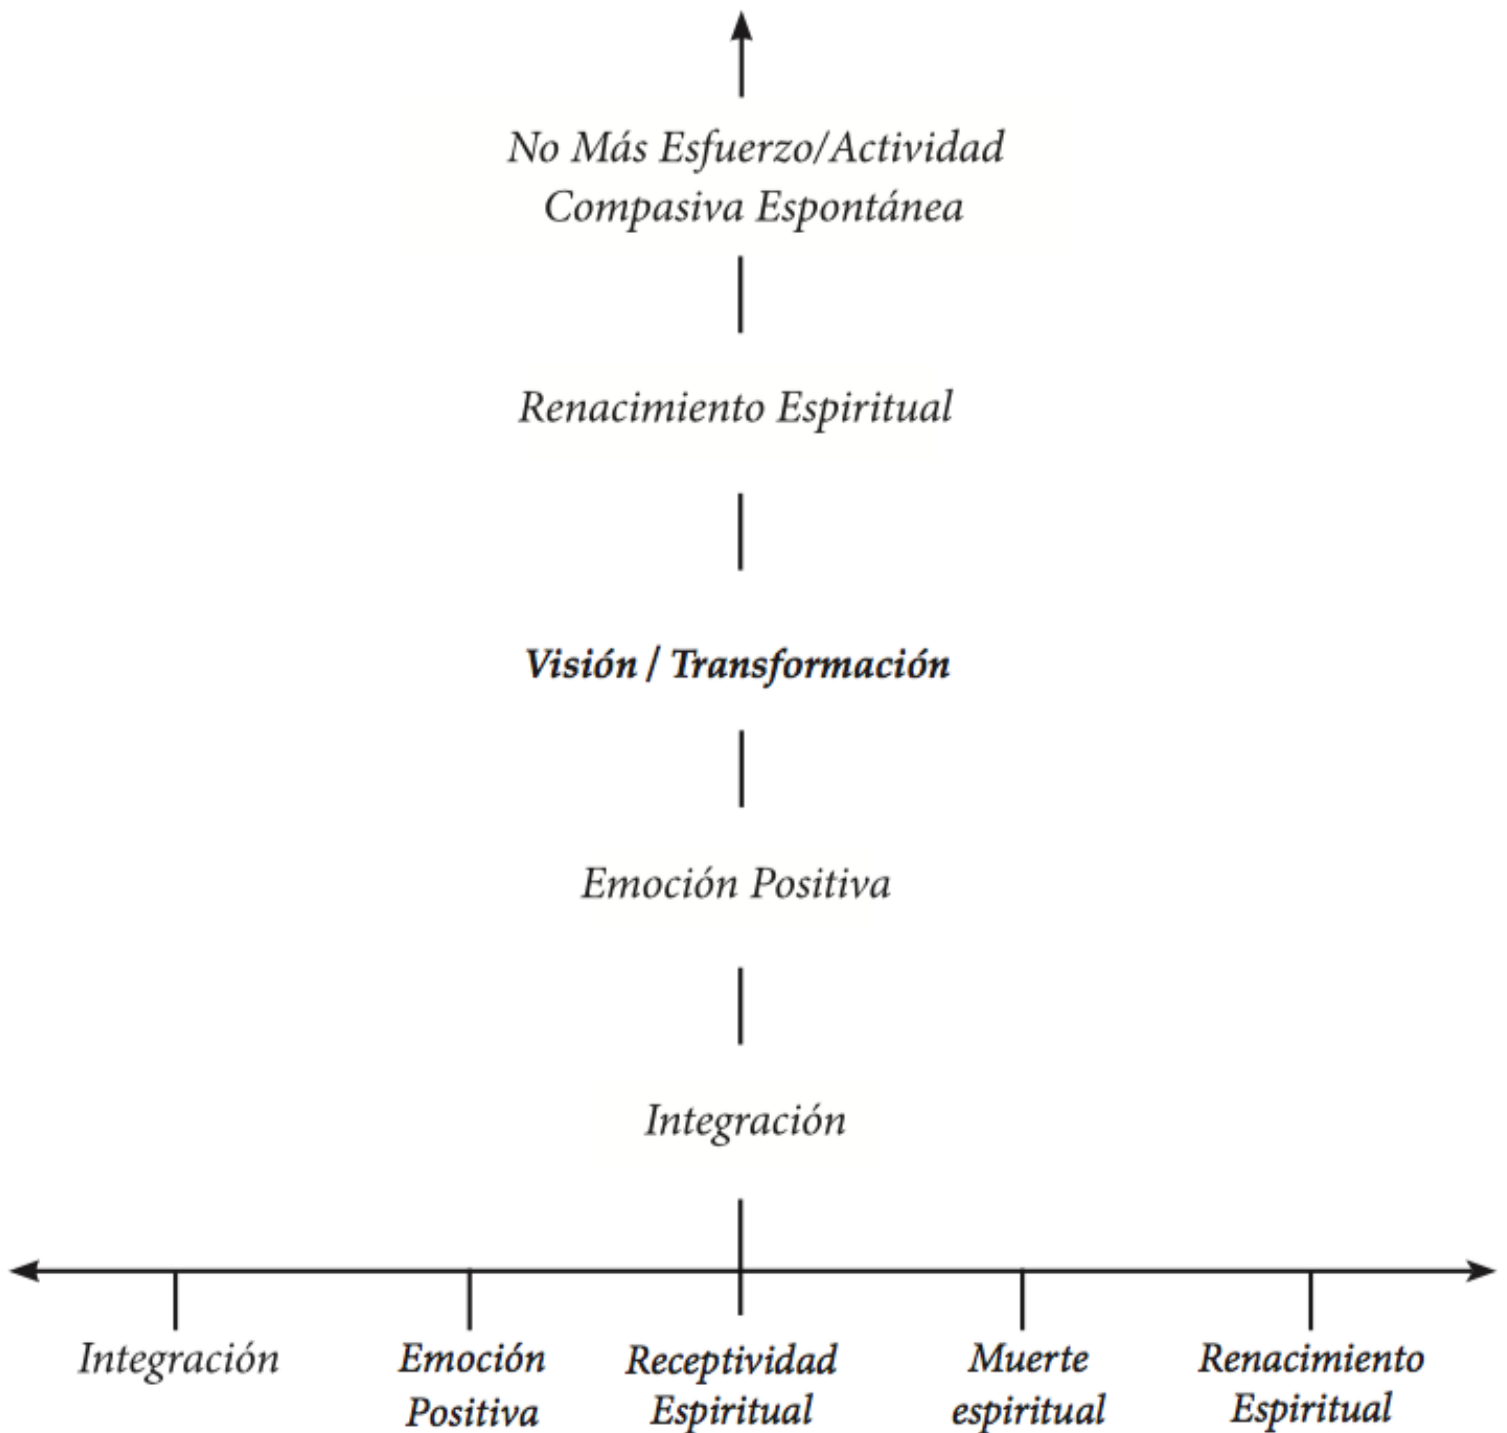 No Más Esfuerzo/Actividad
Compasiva Espontánea
Renacimiento Espiritual
Visión / Transformación
Emoción Positiva
Integración
Integración
Emoción
Positiva
Receptividad
Espiritual
Muerte
espiritual
Renacimiento
Espiritual